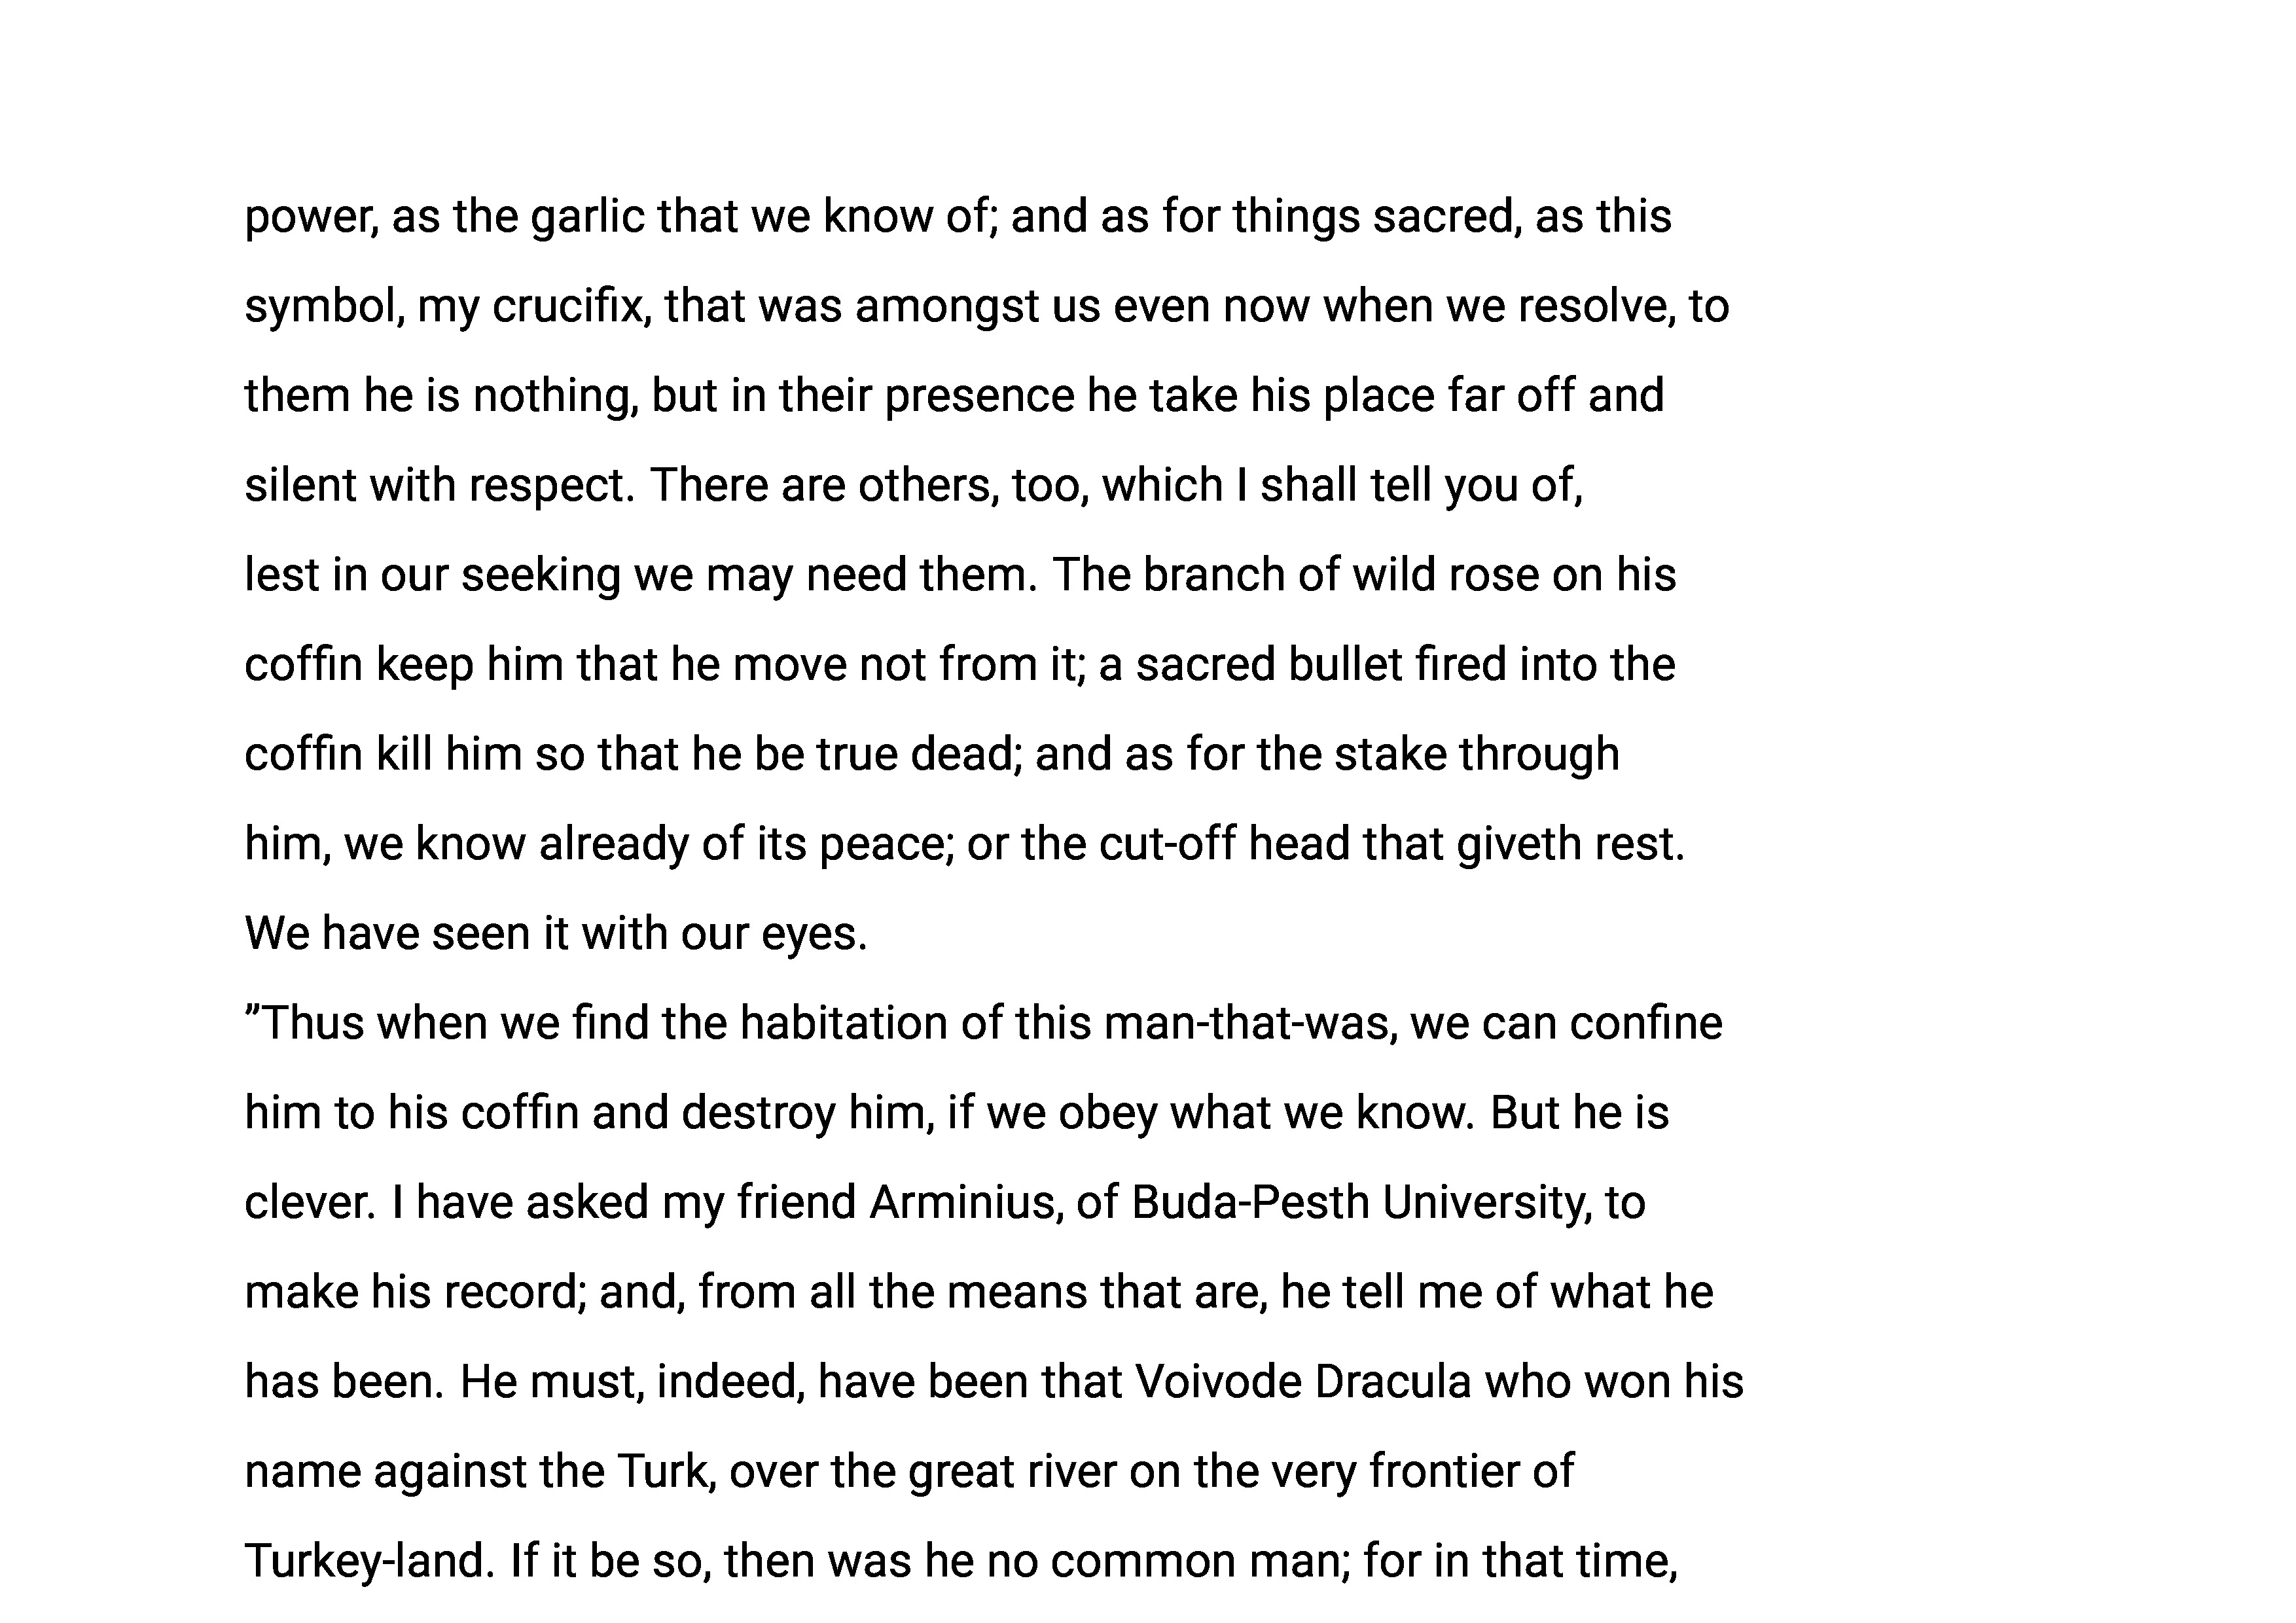 power, as the garlic that we know of; and as for things sacred, as this
symbol, my crucifix, that was amongst us even now when we resolve, to
them he is nothing, but in their presence he take his place far off and
silent with respect. There are others, too, which I shall tell you of,
lest in our seeking we may need them. The branch of wild rose on his
coffin keep him that he move not from it; a sacred bullet fired into the
coffin kill him so that he be true dead; and as for the stake through
him, we know already of its peace; or the cut-off head that giveth rest.
We have seen it with our eyes.
”Thus when we find the habitation of this man-that-was, we can confine
him to his coffin and destroy him, if we obey what we know. But he is
clever. I have asked my friend Arminius, of Buda-Pesth University, to
make his record; and, from all the means that are, he tell me of what he
has been. He must, indeed, have been that Voivode Dracula who won his
name against the Turk, over the great river on the very frontier of
Turkey-land. If it be so, then was he no common man; for in that time,